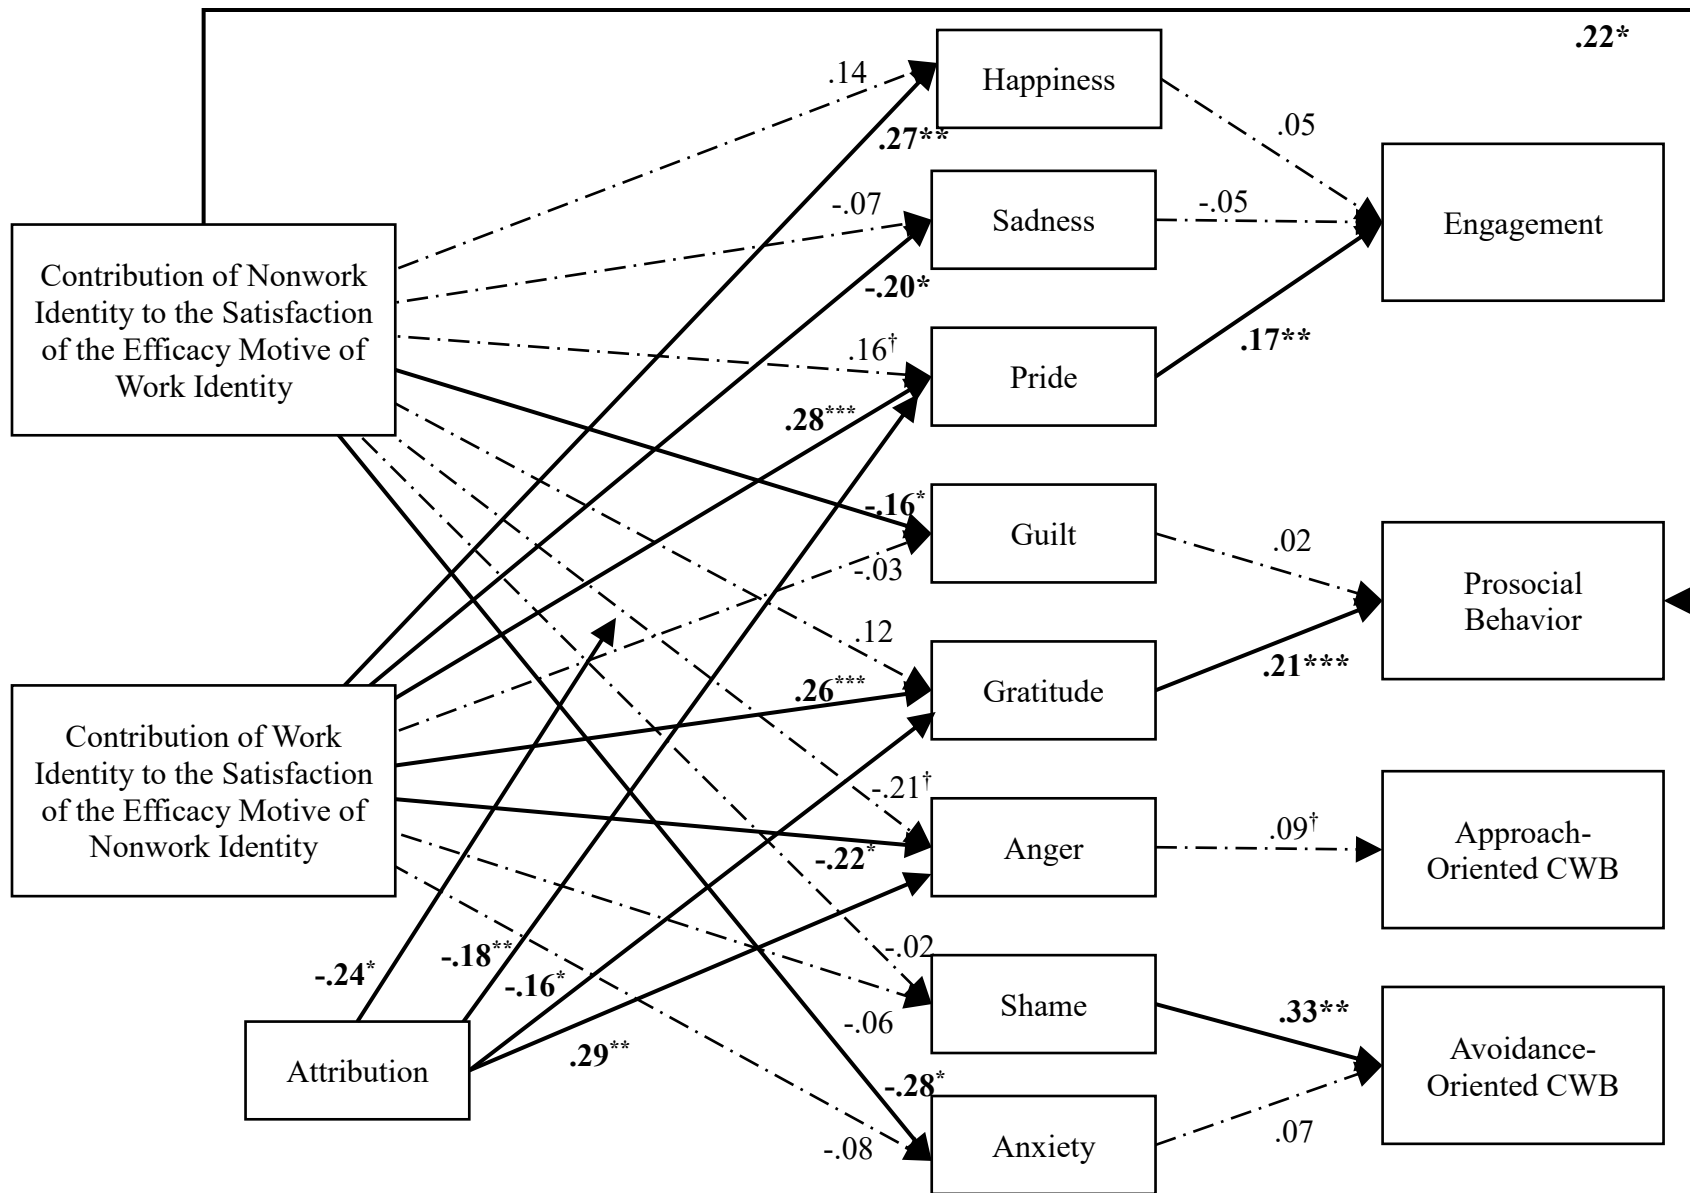 .22*
Happiness
.14
.27**
.05
Sadness
-.07
-.05
-.20*
Engagement
Contribution of Nonwork
Identity to the Satisfaction
of the Efficacy Motive of
Work Identity
Pride
.16†
.17**
.28***
Guilt
-.16*
.02
-.03
Prosocial
Behavior
Gratitude
.12
.21***
.26***
Contribution of Work
Identity to the Satisfaction
of the Efficacy Motive of
Nonwork Identity
Anger
-.21†
.09†
-.22*
Approach-
Oriented CWB
-.24*
-.18**
-.16*
.29**
Attribution
Shame
-.02
-.06
.33**
Avoidance-
Oriented CWB
Anxiety
-.28*
-.08
.07